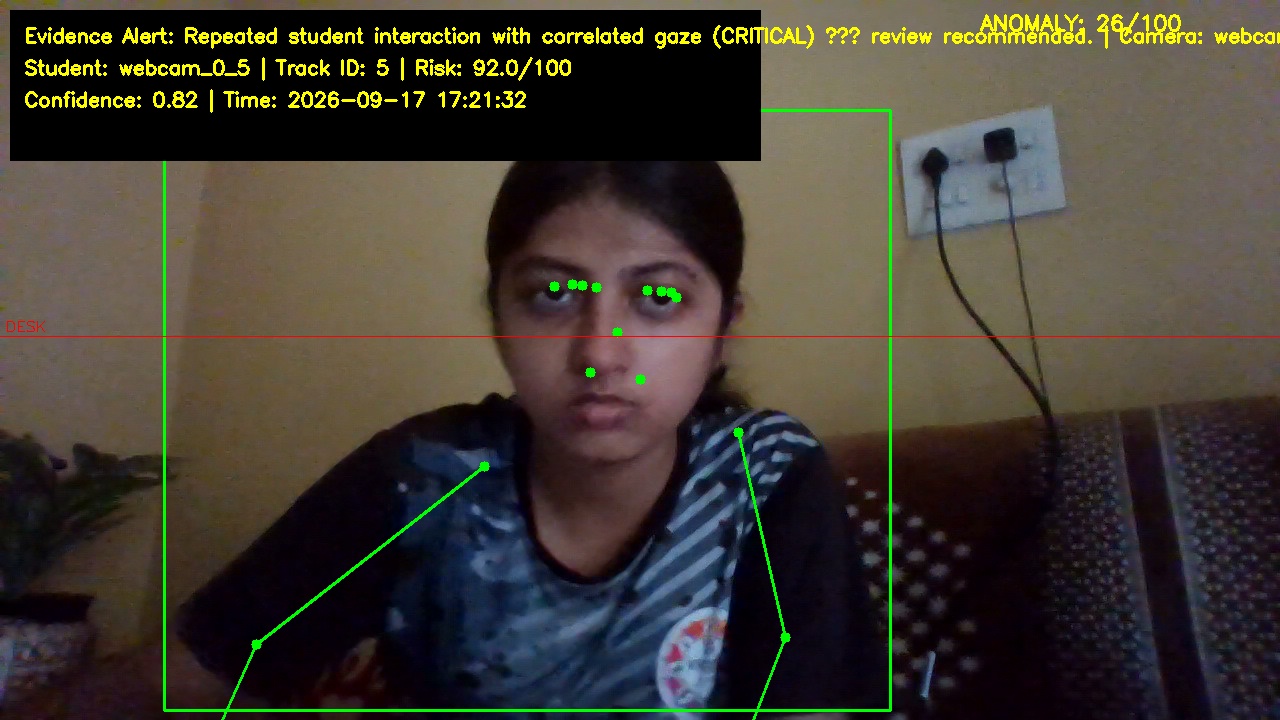 ANOMALY: 26/100
Evidence Alert: Repeated student interaction with correlated gaze (CRITICAL) ??? review recommended. | Camera: webcam
Student: webcam_0_5 | Track ID: 5 | Risk: 92.0/100
Confidence: 0.82 | Time: 2026-09-17 17:21:32
DESK